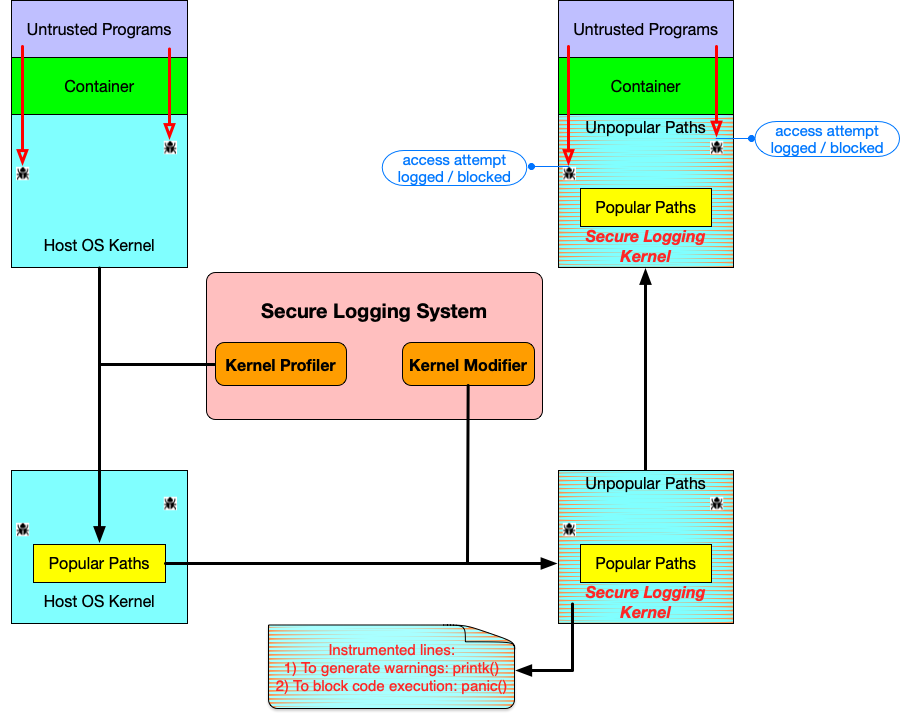 Untrusted Programs
Container
Host OS Kernel
Untrusted Programs
Container
Unpopular Paths
access attempt
logged / blocked
access attempt
logged / blocked
Popular Paths
Secure Logging
Kernel
Secure Logging System
Kernel Profiler
Kernel Modifier
Popular Paths
Host OS Kernel
Unpopular Paths
Popular Paths
Secure Logging
Kernel
Instrumented lines:
1) To generate warnings: printk()
2) To block code execution: panic()